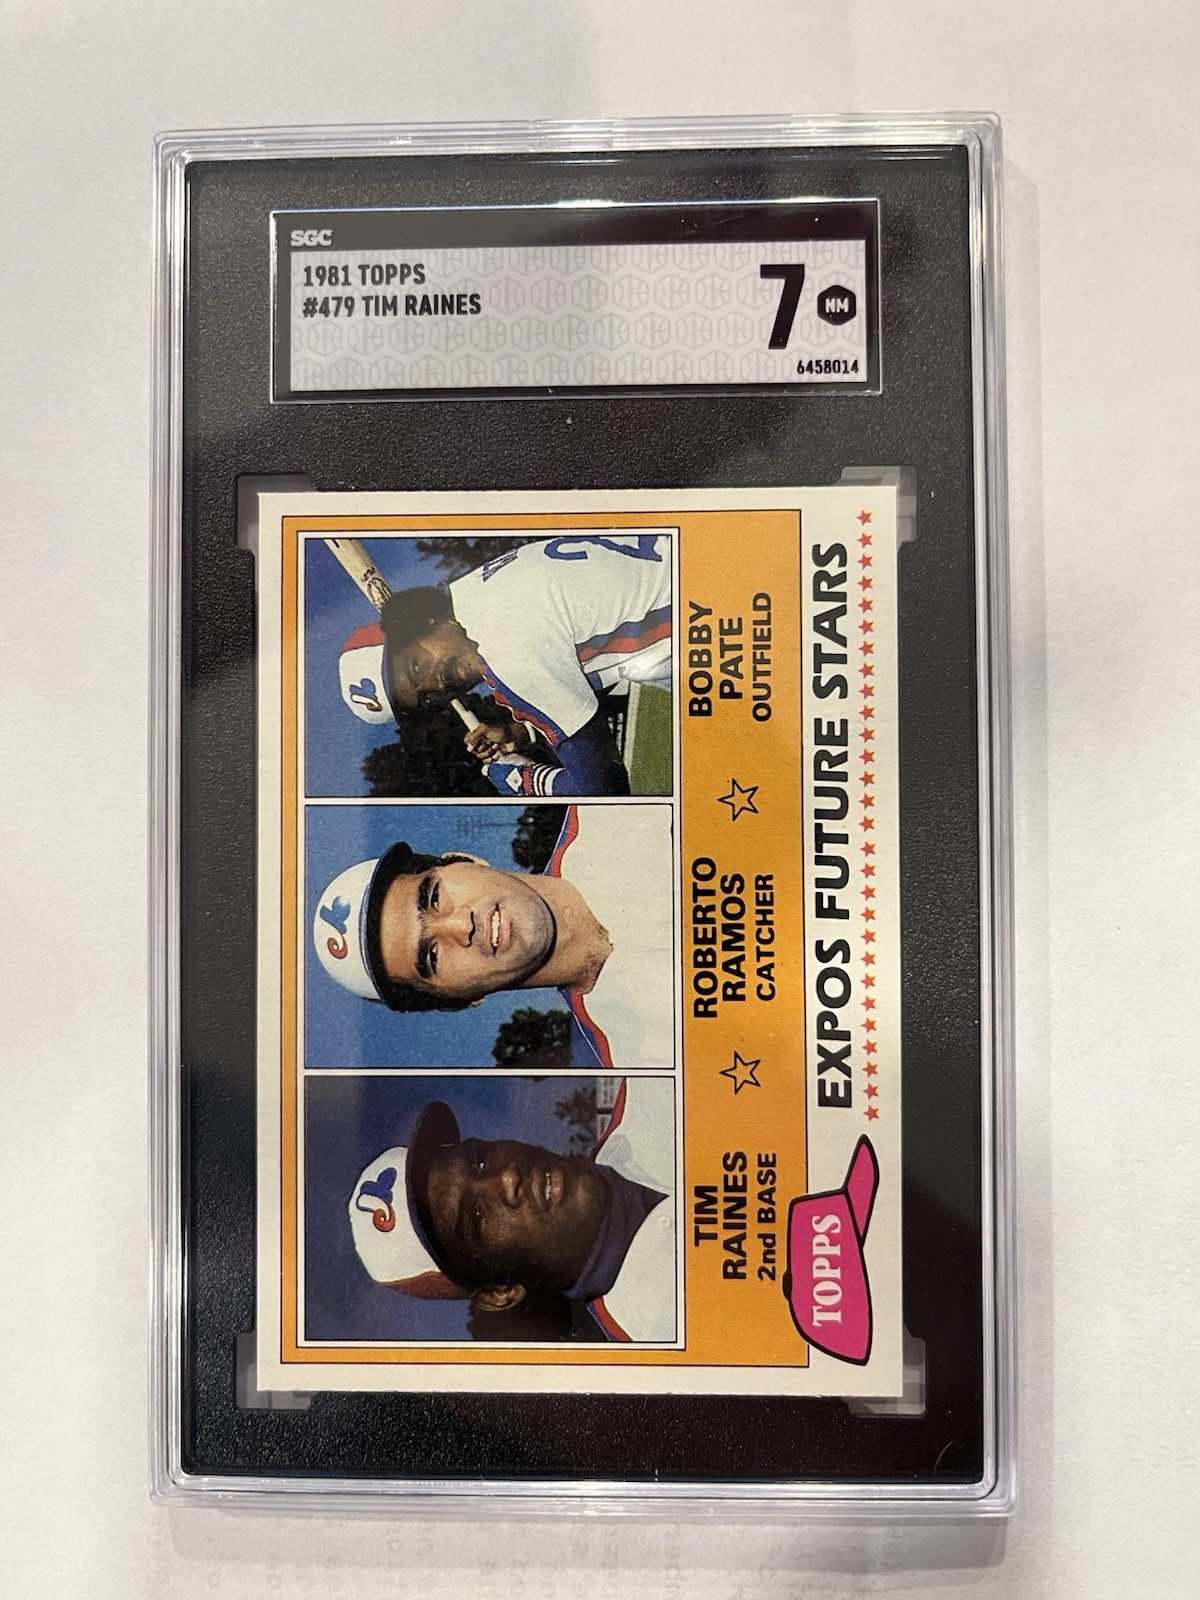 SGC
1981 TOPPS
#479 TIM RAINES
7
NM
6458014
TIM
RAINES
2nd BASE
ROBERTO
RAMOS
CATCHER
BOBBY
PATE
OUTFIELD
TOPPS
EXPOS FUTURE STARS